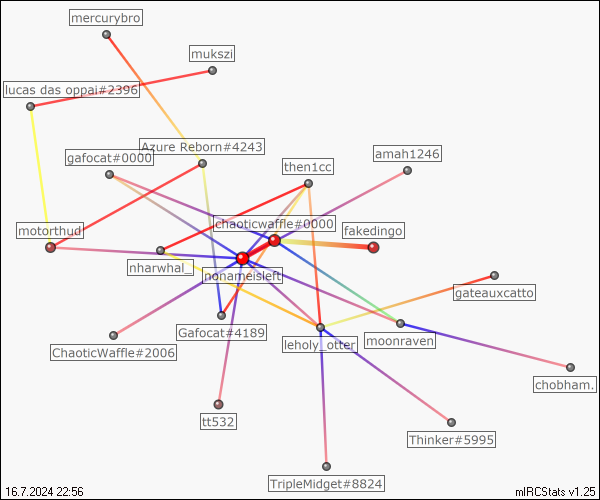 mercurybro
mukszi
lucas das oppai#2396
Azure Reborn#4243
gafocat#0000
amah1246
then1cc
chaoticwaffle#0000
motorthud
fakedingo
nharwhal_
nonameisleft
gateauxcatto
Gafocat#4189
moonraven
leholy_otter
ChaoticWaffle#2006
chobham.
tt532
Thinker#5995
TripleMidget#8824
16.7.2024 22:56
mIRCStats v1.25